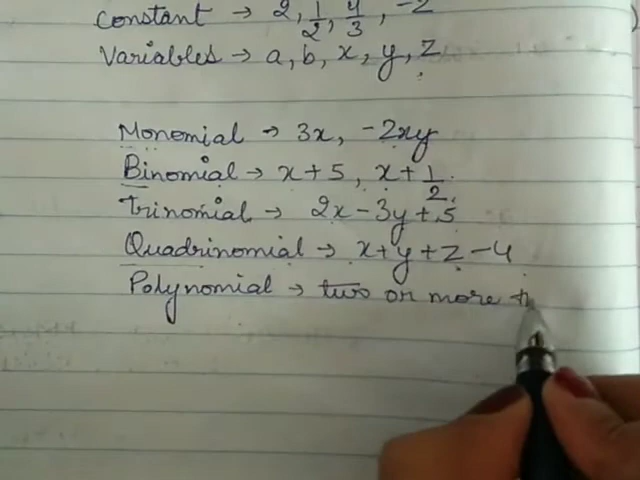 Constant → 2, 1/2, 4/3, -2
Variables → a, b, x, y, z
Monomial → 3x, -2xy
Binomial → x + 5, x + 1/2.
Trinomial → 2x - 3y + 5
Quadrinomial → x + y + z - 4
Polynomial → two or more t